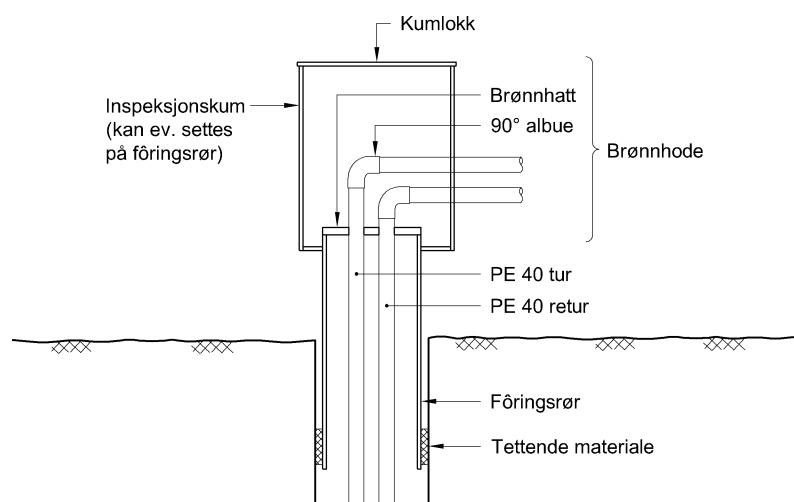 Kumlokk
Inspeksjonskum
(kan ev. settes
på fôringsrør)
Brønnhatt
90° albue
Brønnhode
PE 40 tur
PE 40 retur
Fôringsrør
Tettende materiale